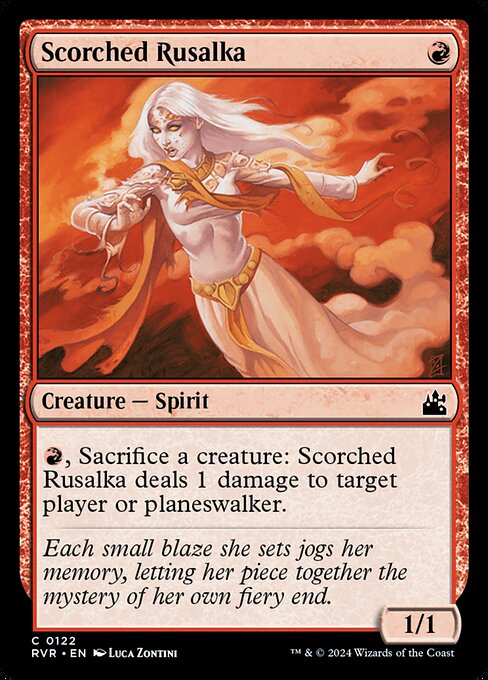 Scorched Rusalka
Creature — Spirit
, Sacrifice a creature: Scorched
Rusalka deals 1 damage to target
player or planeswalker.
Each small blaze she sets jogs her
memory, letting her piece together the
mystery of her own fiery end.
1/1
C 0122
RVR • EN Luca Zontini
™ & © 2024 Wizards of the Coast